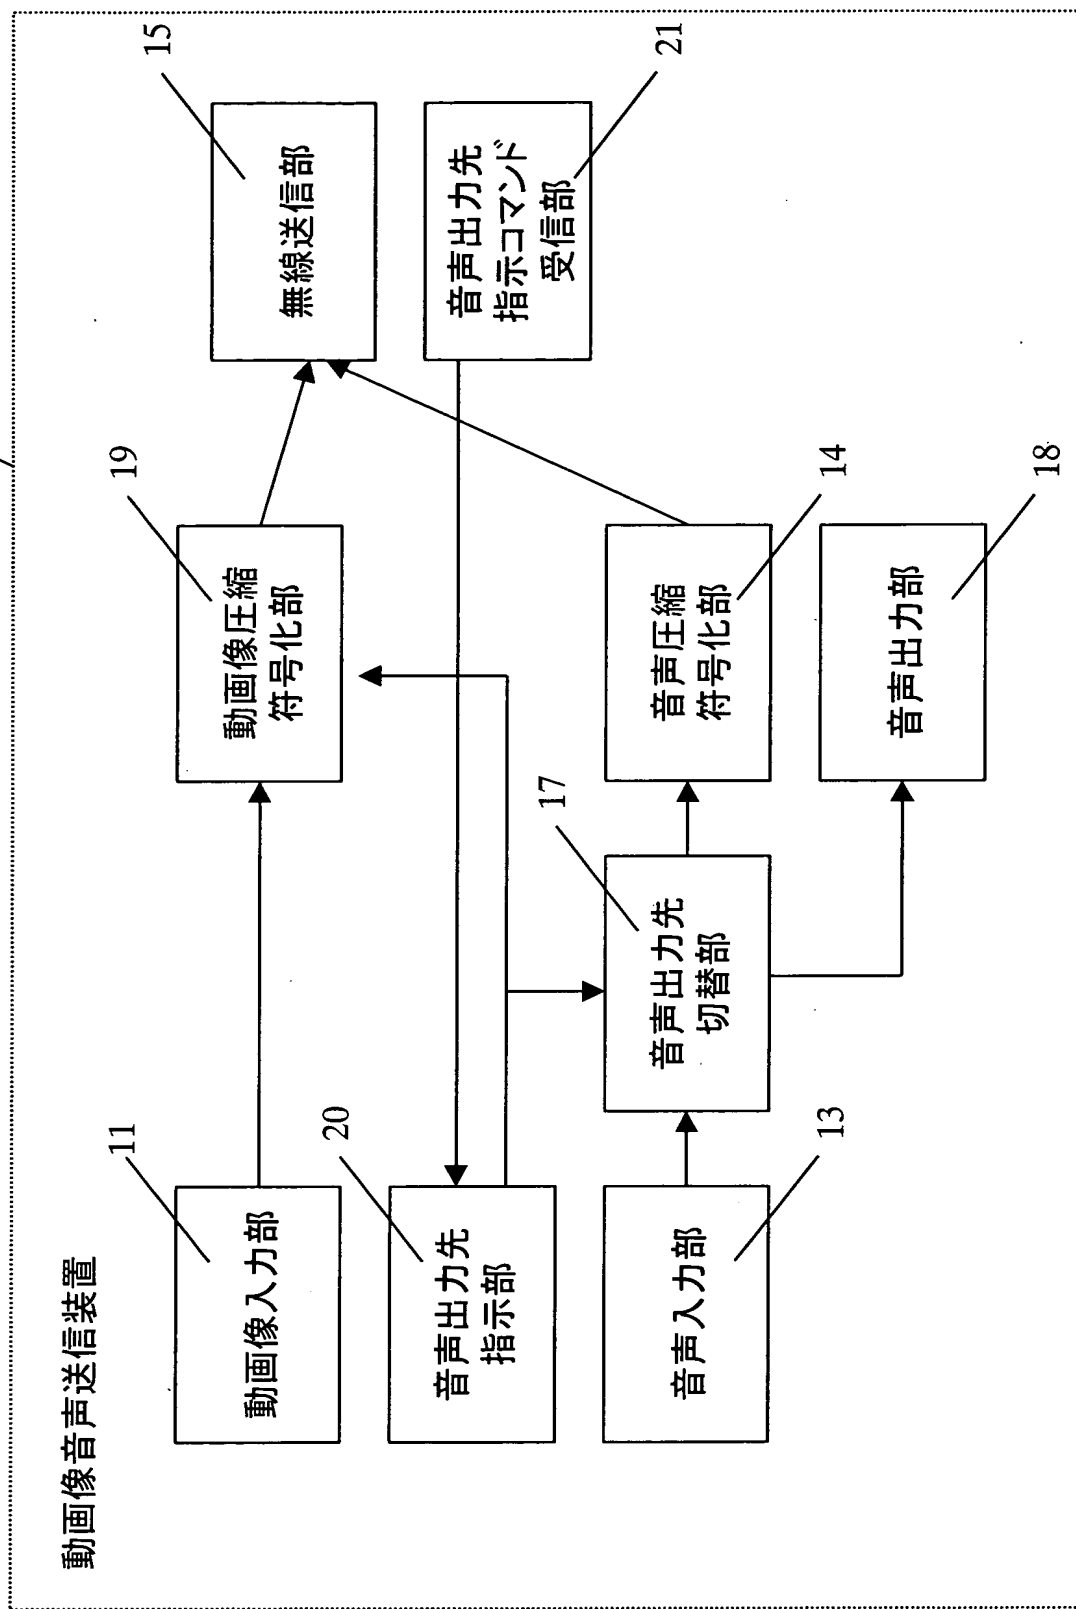 動画像音声送信装置
11
動画像入力部
19
動画像圧縮
符号化部
15
無線送信部
20
音声出力先
指示部
音声出力先
指示コマンド
受信部
21
13
音声入力部
17
音声出力先
切替部
音声圧縮
符号化部
14
音声出力部
18